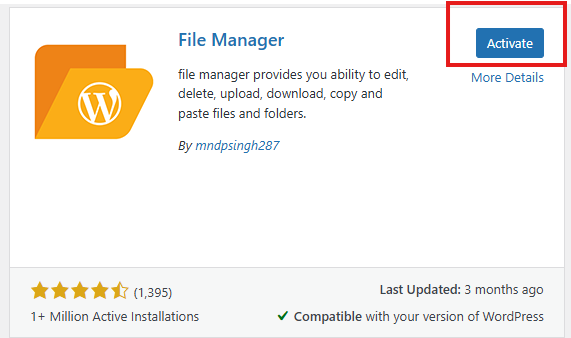 File Manager
Activate
More Details
file manager provides you ability to edit,
delete, upload, download, copy and
paste files and folders.
By mndpsingh287
(1,395)
Last Updated: 3 months ago
1+ Million Active Installations
Compatible with your version of WordPress